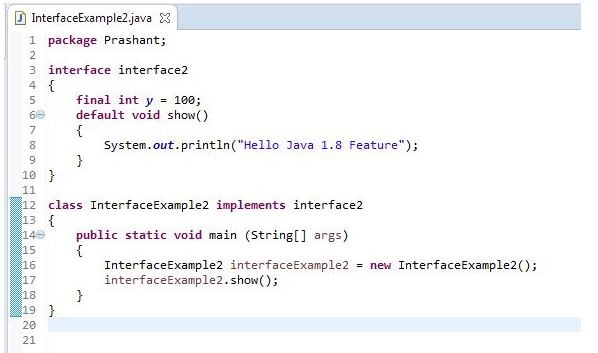 InterfaceExample2.java
1 package Prashant;
2
3 interface interface2
4 {
5     final int y = 100;
6     default void show()
7     {
8         System.out.println("Hello Java 1.8 Feature");
9     }
10 }
11
12 class InterfaceExample2 implements interface2
13 {
14     public static void main (String[] args)
15     {
16         InterfaceExample2 interfaceExample2 = new InterfaceExample2();
17         interfaceExample2.show();
18     }
19 }
20
21